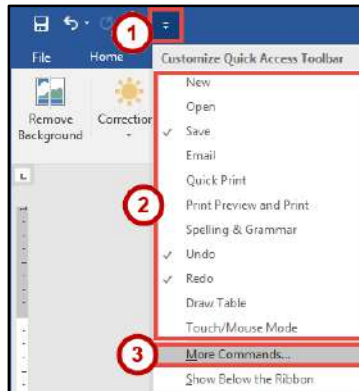 1
File Home Customize Quick Access Toolbar
New
Remove Background
Correction
Open
Save
Email
Quick Print
2
Print Preview and Print
Spelling & Grammar
Undo
Redo
Draw Table
Touch/Mouse Mode
3
More Commands...
Show Below the Ribbon
L